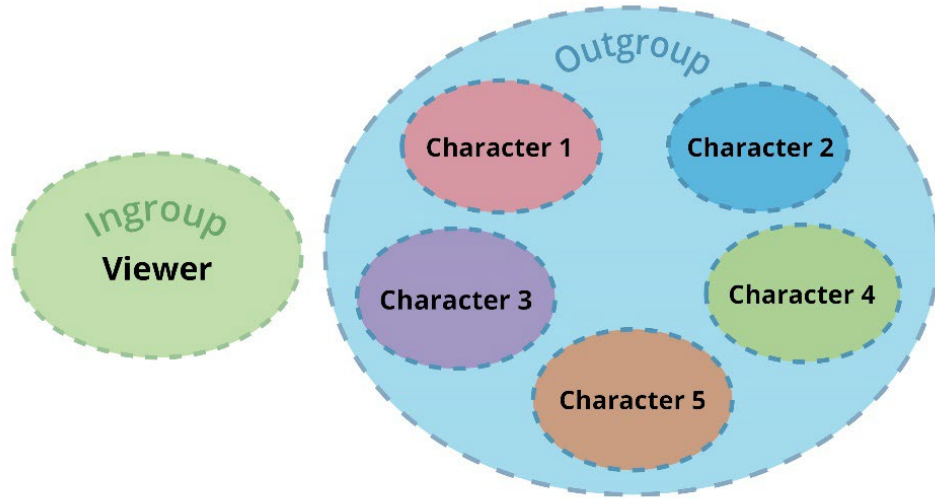 Outgroup
Character 1
Character 2
Ingroup
Viewer
Character 3
Character 4
Character 5